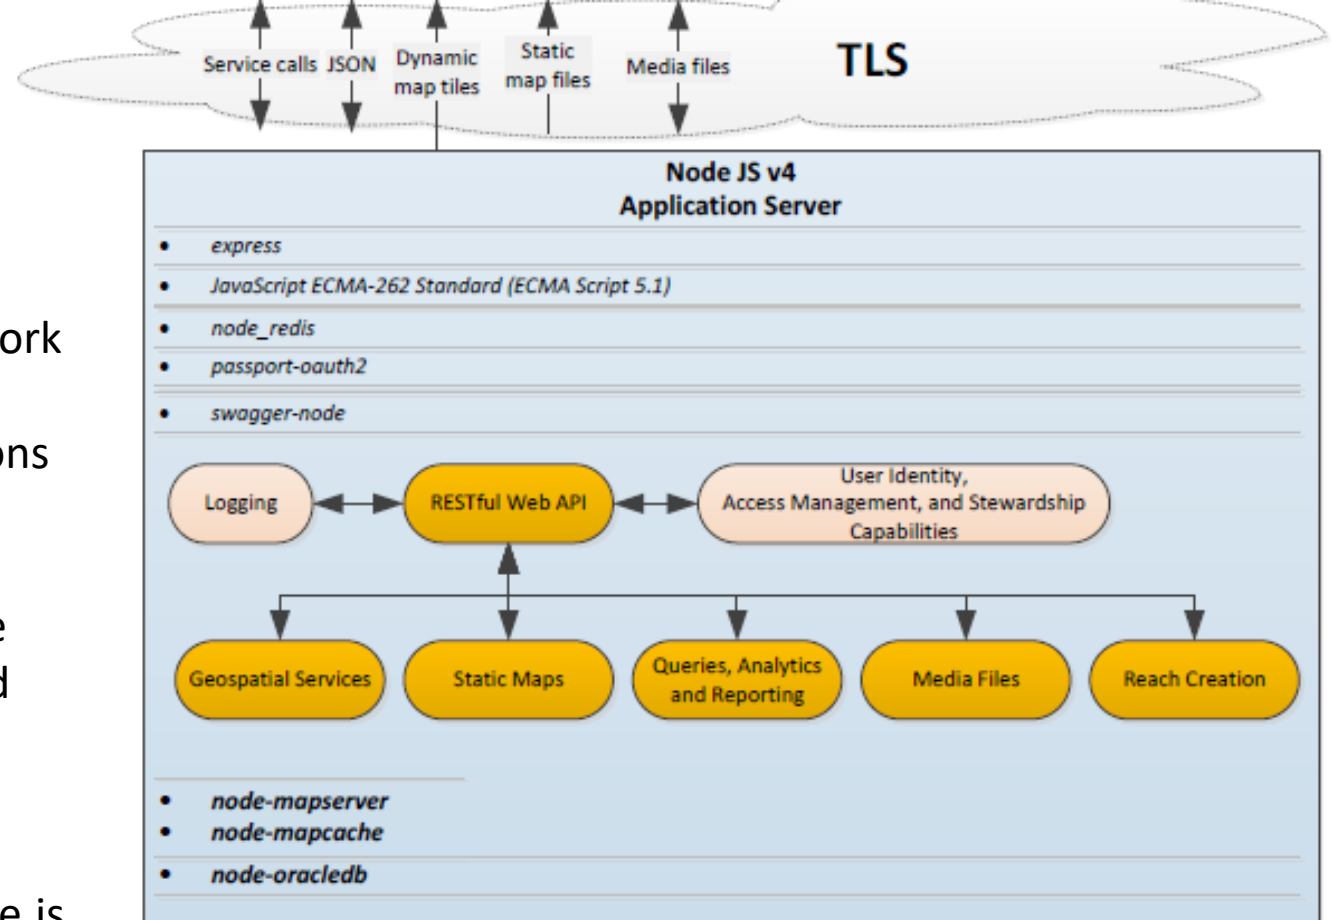 Service calls
JSON
Dynamic
map tiles
Static
map files
Media files
TLS
Node JS v4
Application Server
• express
• JavaScript ECMA-262 Standard (ECMA Script 5.1)
• node_redis
• passport-oauth2
• swagger-node
Logging
RESTful Web API
User Identity,
Access Management, and Stewardship
Capabilities
Geospatial Services
Static Maps
Queries, Analytics
and Reporting
Media Files
Reach Creation
• node-mapserver
• node-mapcache
• node-oracledb
ork
ons
e
d
e is